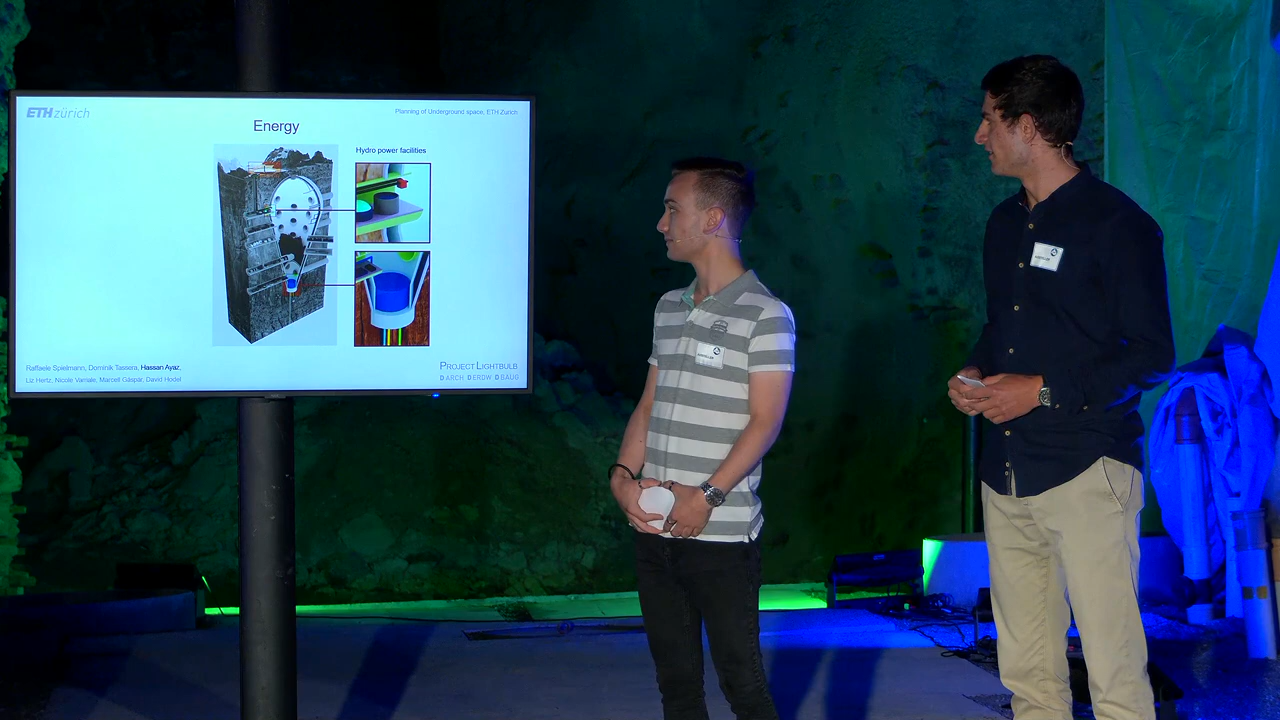 ETH zürich
Planning of Underground space, ETH Zurich
Energy
Hydro power facilities
Raffaele Spielmann, Dominik Tassera, Hassan Ayaz,
Liz Hertz, Nicole Varriale, Marcell Gáspár, David Hodel
PROJECT LIGHTBULB
D ARCH D ERDW D BAUG